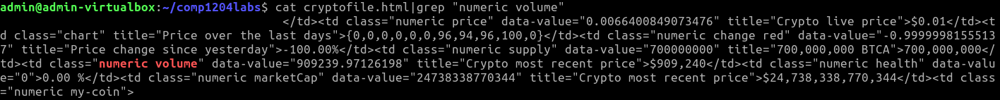 admin@admin-virtualbox:~/comp1204labs$ cat cryptofile.html|grep "numeric volume"
</td><td class="numeric price" data-value="0.0066400849073476" title="Crypto live price">$0.01</td><t
d class="chart" title="Price over the last days">{0,0,0,0,0,0,96,94,96,100,0}</td><td class="numeric change red" data-value="-0.9999998155513
7" title="Price change since yesterday">-100.00%</td><td class="numeric supply" data-value="700000000" title="700,000,000 BTCA">700,000,000</
td><td class="numeric volume" data-value="909239.97126198" title="Crypto most recent price">$909,240</td><td class="numeric health" data-valu
e="0">0.00 %</td><td class="numeric marketCap" data-value="24738338770344" title="Crypto most recent price">$24,738,338,770,344</td><td class
="numeric my-coin">